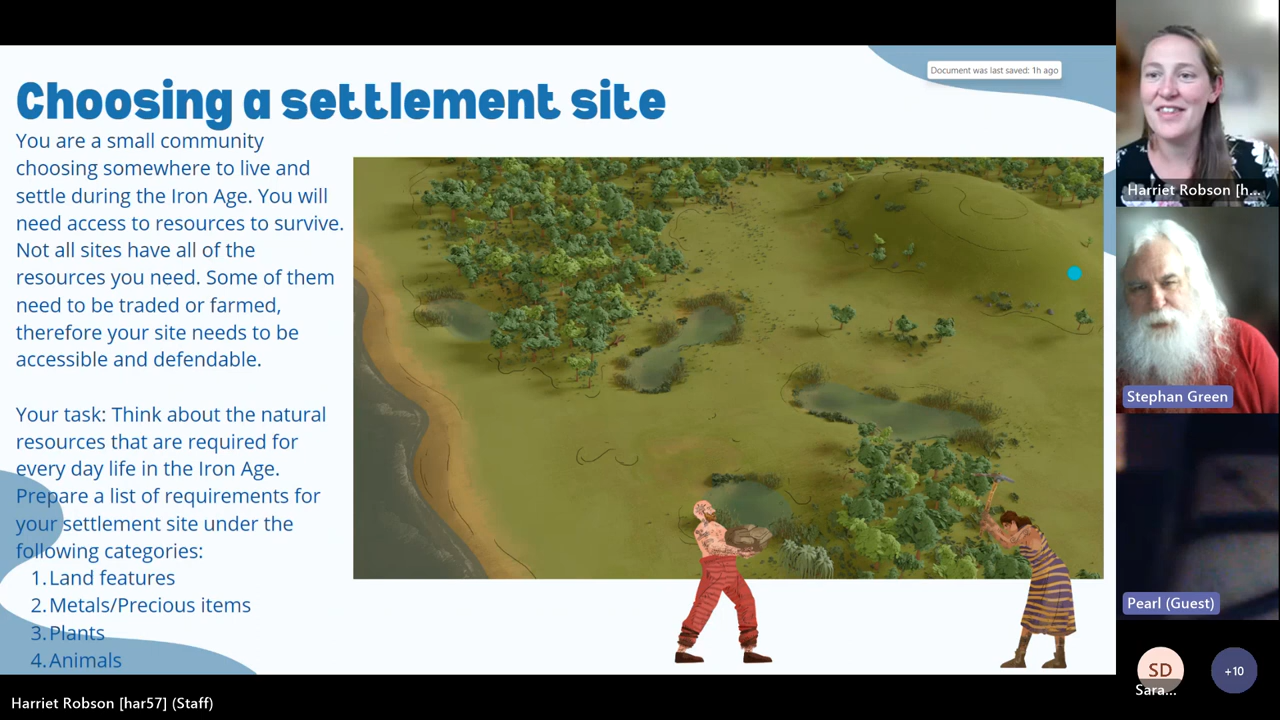 Document was last saved: 1h ago
Choosing a settlement site
You are a small community
choosing somewhere to live and
settle during the Iron Age. You will
need access to resources to survive.
Not all sites have all of the
resources you need. Some of them
need to be traded or farmed,
therefore your site needs to be
accessible and defendable.
Your task: Think about the natural
resources that are required for
every day life in the Iron Age.
Prepare a list of requirements for
your settlement site under the
following categories:
1. Land features
2. Metals/Precious items
3. Plants
4. Animals
Harriet Robson [har57] (Staff)
Harriet Robson [h...
Stephan Green
Pearl (Guest)
SD
Sara...
+10